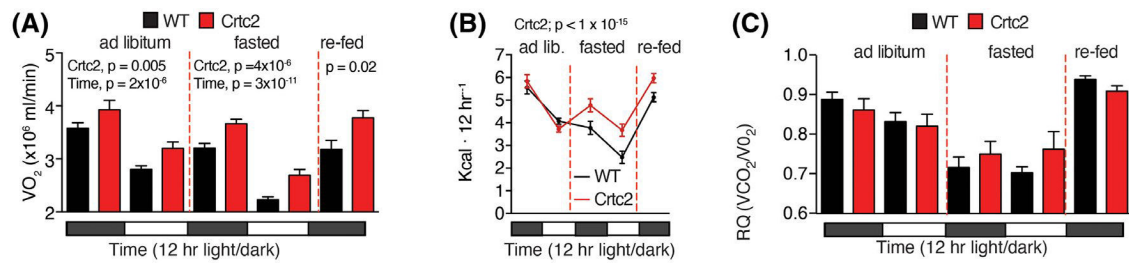 (A)
WT Crtc2
ad libitum fasted re-fed
Crtc2, p = 0.005
Time, p = 2x10⁻⁶
Crtc2, p =4x10⁻⁶
Time, p = 3x10⁻¹¹
p = 0.02
VO₂ (x10⁶ ml/min)
5
4
3
2
Time (12 hr light/dark)
(B)
Crtc2; p < 1 x 10⁻¹⁵
ad lib. fasted re-fed
Kcal · 12 hr⁻¹
7
6
5
4
3
2
1
0
WT
Crtc2
Time (12 hr light/dark)
(C)
WT Crtc2
ad libitum fasted re-fed
RQ (VCO₂/V0₂)
1.0
0.9
0.8
0.7
0.6
Time (12 hr light/dark)